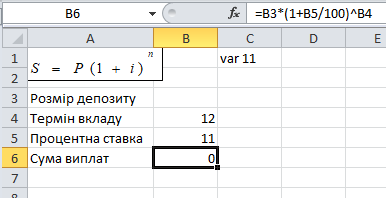 B6 fx =B3*(1+B5/100)^B4
A B C D E
1 S = P (1 + i)ⁿ var 11
2
3 Розмір депозиту
4 Термін вкладу 12
5 Процентна ставка 11
6 Сума виплат 0
7